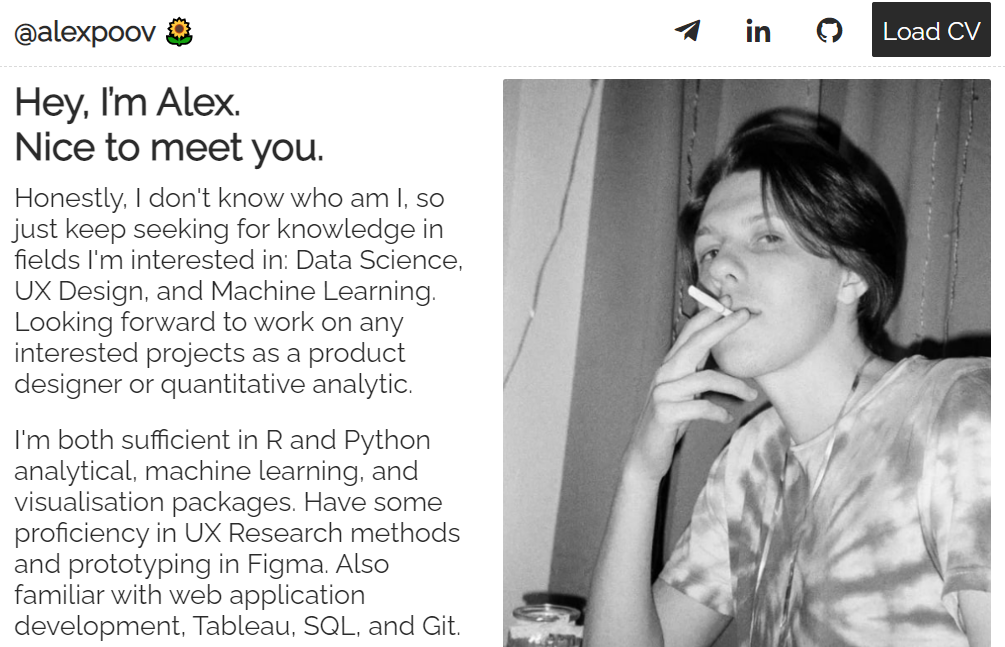 @alexpoov 🌻
in
Load CV
Hey, I'm Alex.
Nice to meet you.
Honestly, I don't know who am I, so
just keep seeking for knowledge in
fields I'm interested in: Data Science,
UX Design, and Machine Learning.
Looking forward to work on any
interested projects as a product
designer or quantitative analytic.
I'm both sufficient in R and Python
analytical, machine learning, and
visualisation packages. Have some
proficiency in UX Research methods
and prototyping in Figma. Also
familiar with web application
development, Tableau, SQL, and Git.